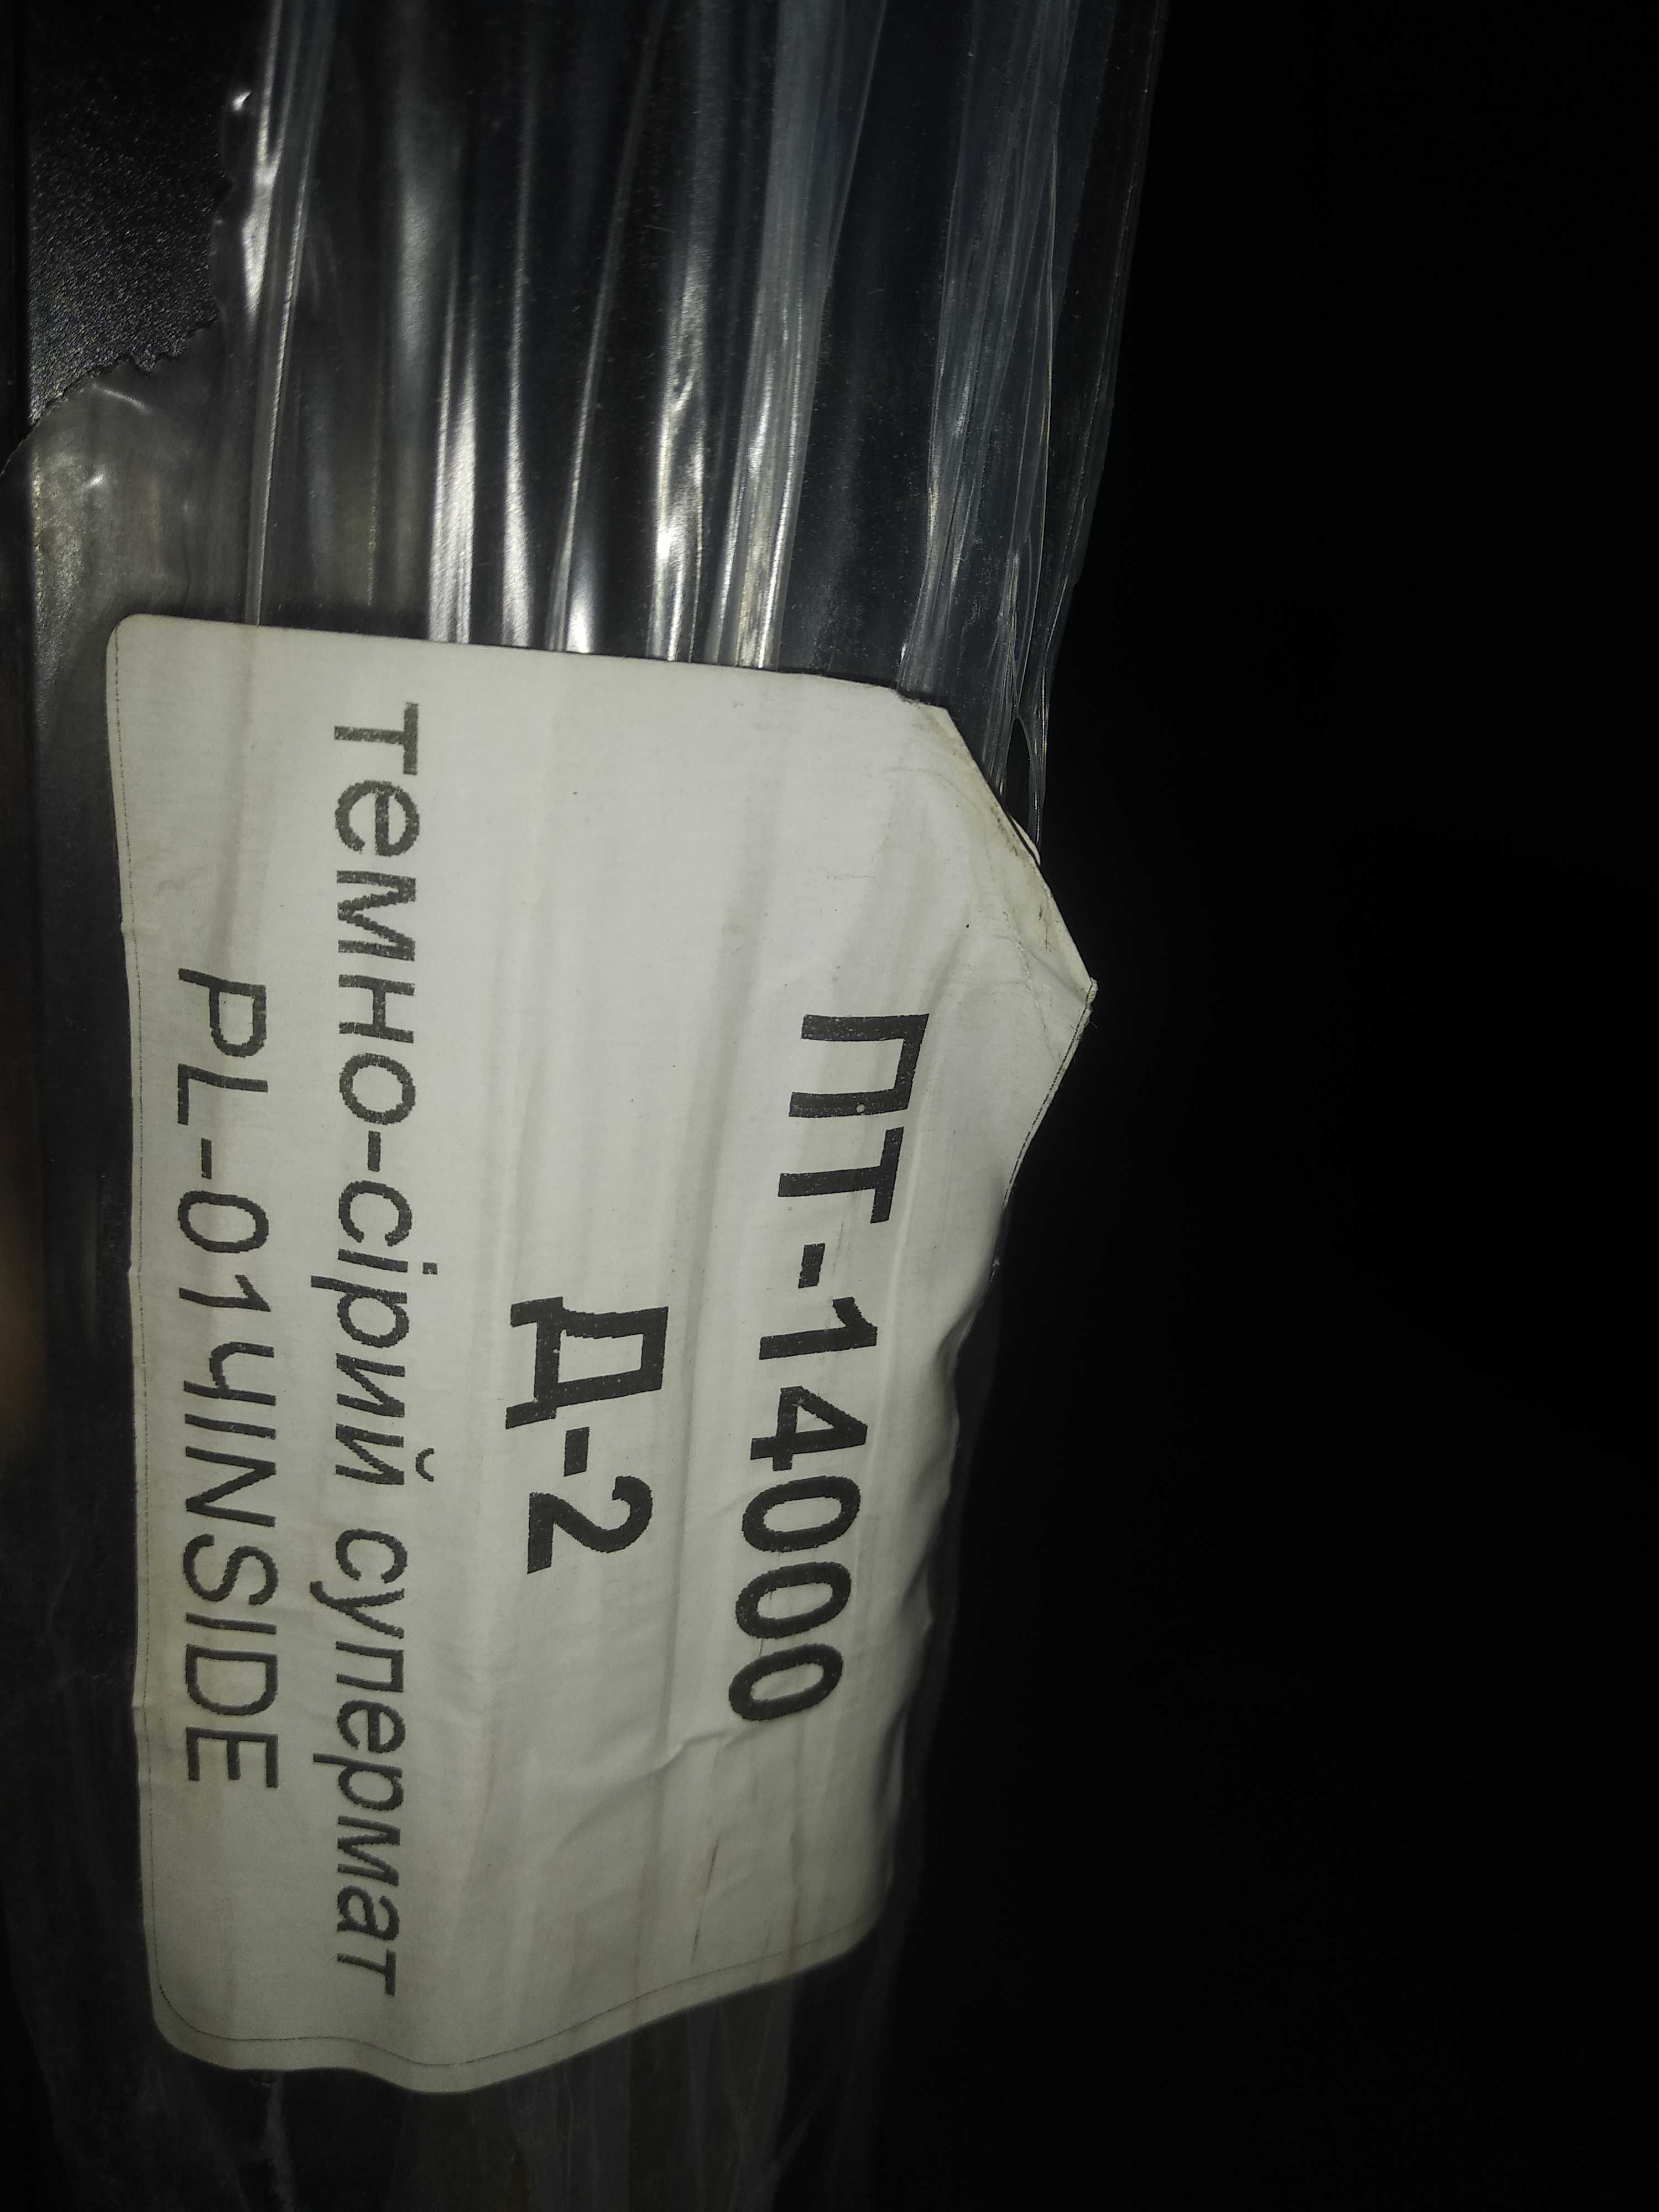 ПТ-14000
Д-2
темно-сірий супермат
PL-01ЧINSIDE